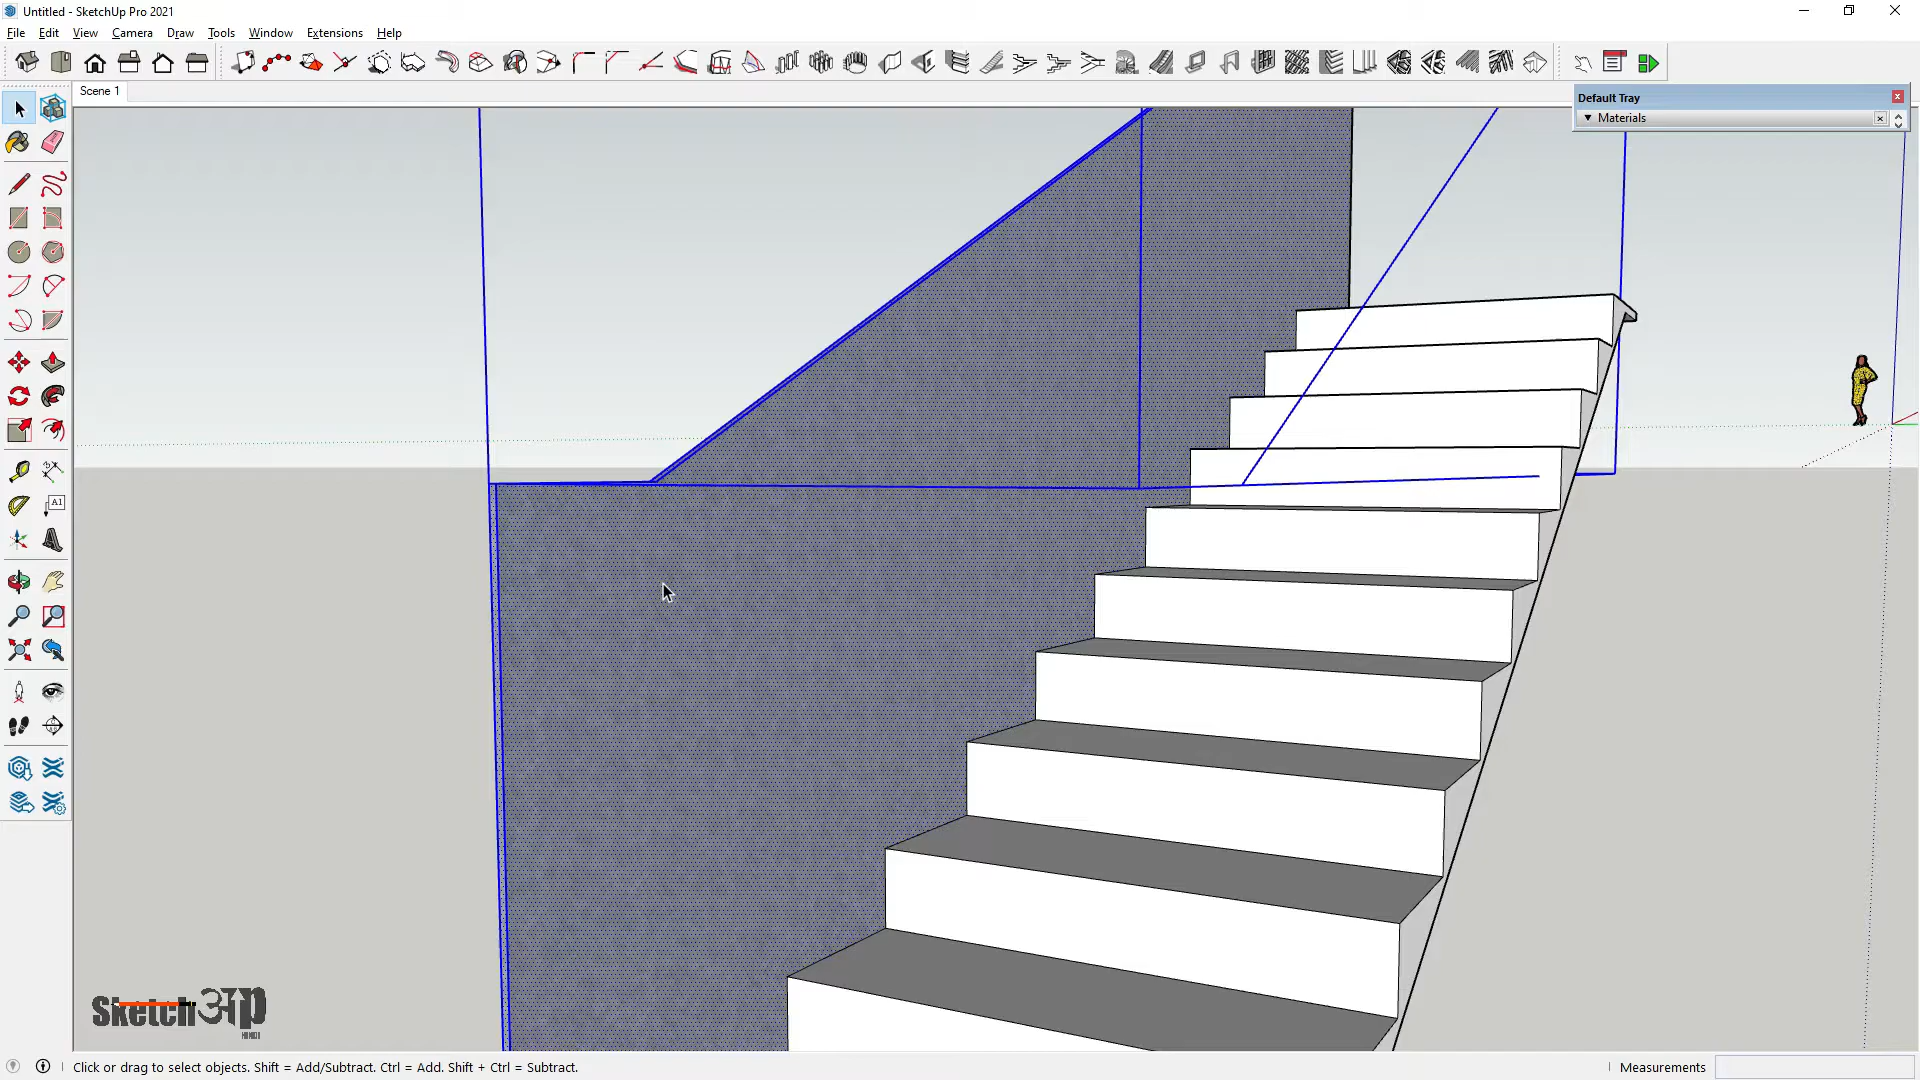 Untitled - SketchUp Pro 2021
File Edit View Camera Draw Tools Window Extensions Help
Scene 1
Default Tray
Materials
Sketchअप
Click or drag to select objects. Shift = Add/Subtract. Ctrl = Add. Shift + Ctrl = Subtract.
Measurements